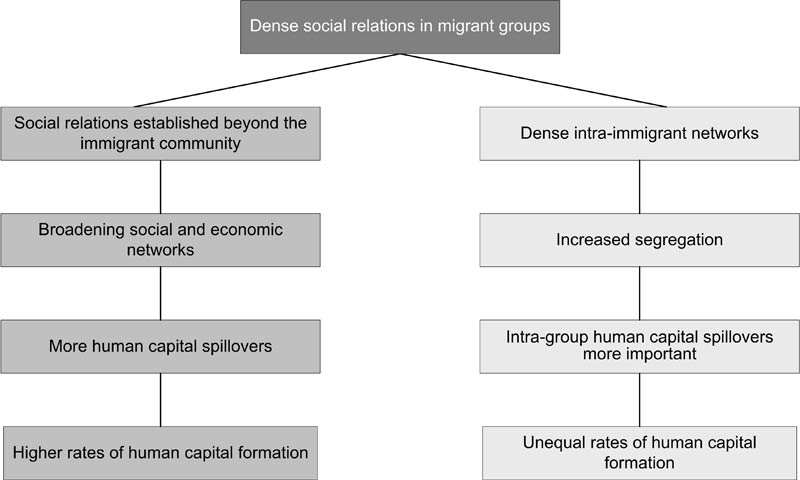 Dense social relations in migrant groups
Social relations established beyond the
immigrant community
Dense intra-immigrant networks
Broadening social and economic
networks
Increased segregation
More human capital spillovers
Intra-group human capital spillovers
more important
Higher rates of human capital formation
Unequal rates of human capital
formation